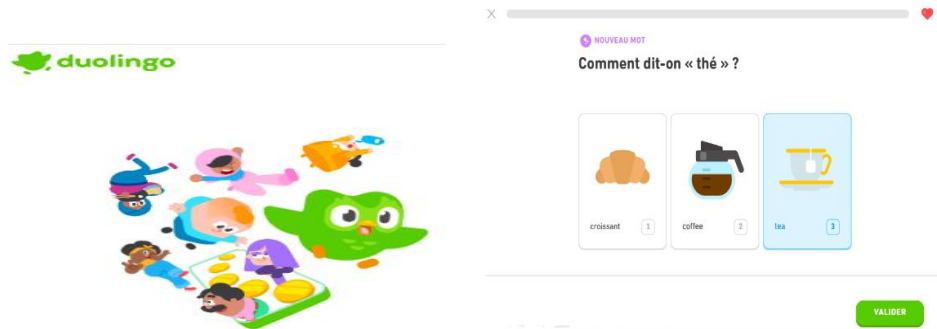 duolingo
X
NOUVEAU MOT
Comment dit-on « thé » ?
croissant 1
coffee 2
tea 3
VALIDER